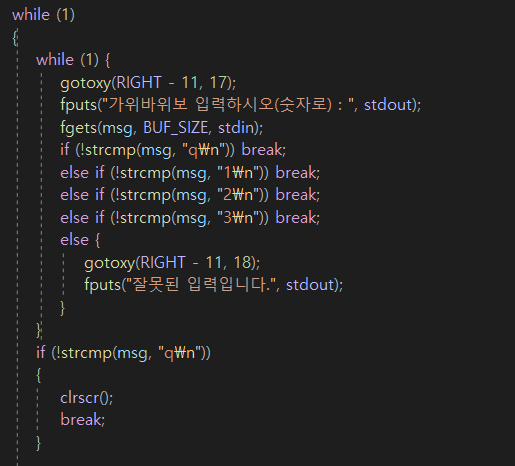 while (1)
{
while (1) {
gotoxy(RIGHT - 11, 17);
fputs("가위바위보 입력하시오(숫자로) : ", stdout);
fgets(msg, BUF_SIZE, stdin);
if (!strcmp(msg, "q₩n")) break;
else if (!strcmp(msg, "1₩n")) break;
else if (!strcmp(msg, "2₩n")) break;
else if (!strcmp(msg, "3₩n")) break;
else {
gotoxy(RIGHT - 11, 18);
fputs("잘못된 입력입니다.", stdout);
}
}
if (!strcmp(msg, "q₩n"))
{
clrscr();
break;
}